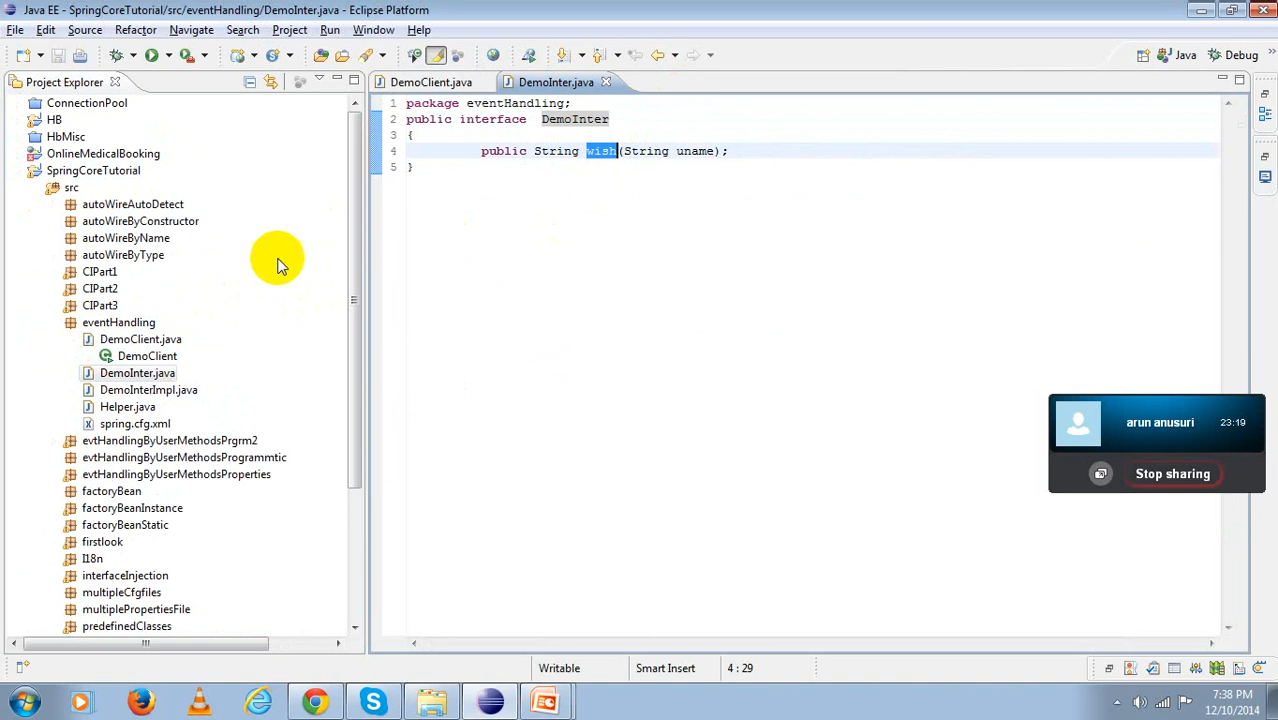 Java EE - SpringCoreTutorial/src/eventHandling/DemoInter.java - Eclipse Platform
File Edit Source Refactor Navigate Search Project Run Window Help
Java Debug
Project Explorer
DemoClient.java DemoInter.java
ConnectionPool
HB
HbMisc
OnlineMedicalBooking
SpringCoreTutorial
src
autoWireAutoDetect
autoWireByConstructor
autoWireByName
autoWireByType
CIPart1
CIPart2
CIPart3
eventHandling
DemoClient.java
DemoClient
DemoInter.java
DemoInterImpl.java
Helper.java
spring.cfg.xml
evtHandlingByUserMethodsPrgrm2
evtHandlingByUserMethodsProgrammtic
evtHandlingByUserMethodsProperties
factoryBean
factoryBeanInstance
factoryBeanStatic
firstlook
I18n
interfaceInjection
multipleCfgfiles
multiplePropertiesFile
predefinedClasses
1 package eventHandling;
2 public interface DemoInter
3 {
4 public String wish(String uname);
5 }
arun anusuri 23:19
Stop sharing
Writable Smart Insert 4 : 29
7:38 PM
12/10/2014